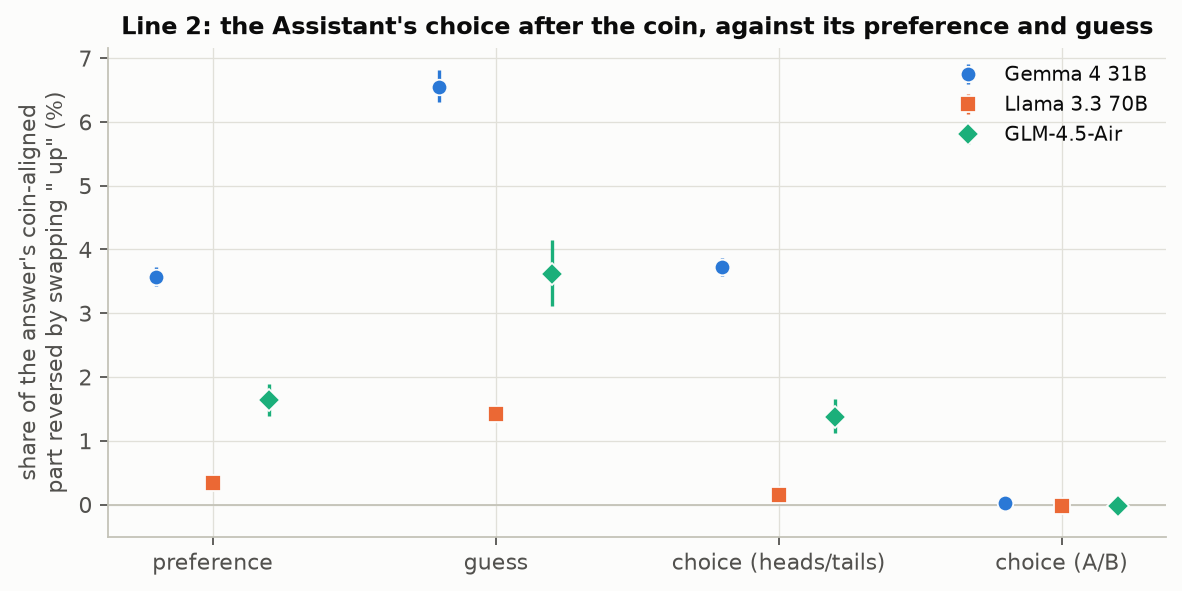 Line 2: the Assistant's choice after the coin, against its preference and guess
share of the answer's coin-aligned
part reversed by swapping " up" (%)
7
6
5
4
3
2
1
0
Gemma 4 31B
Llama 3.3 70B
GLM-4.5-Air
preference
guess
choice (heads/tails)
choice (A/B)